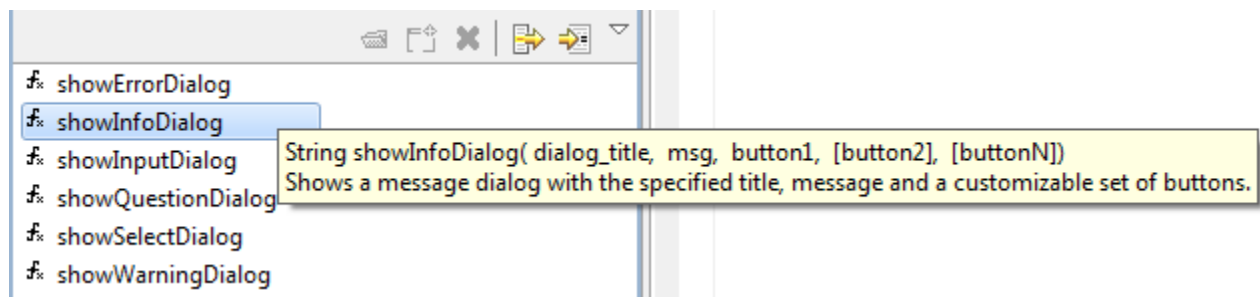 showErrorDialog
showInfoDialog
showInputDialog
String showInfoDialog( dialog_title, msg, button1, [button2], [buttonN])
Shows a message dialog with the specified title, message and a customizable set of buttons.
showQuestionDialog
showSelectDialog
showWarningDialog